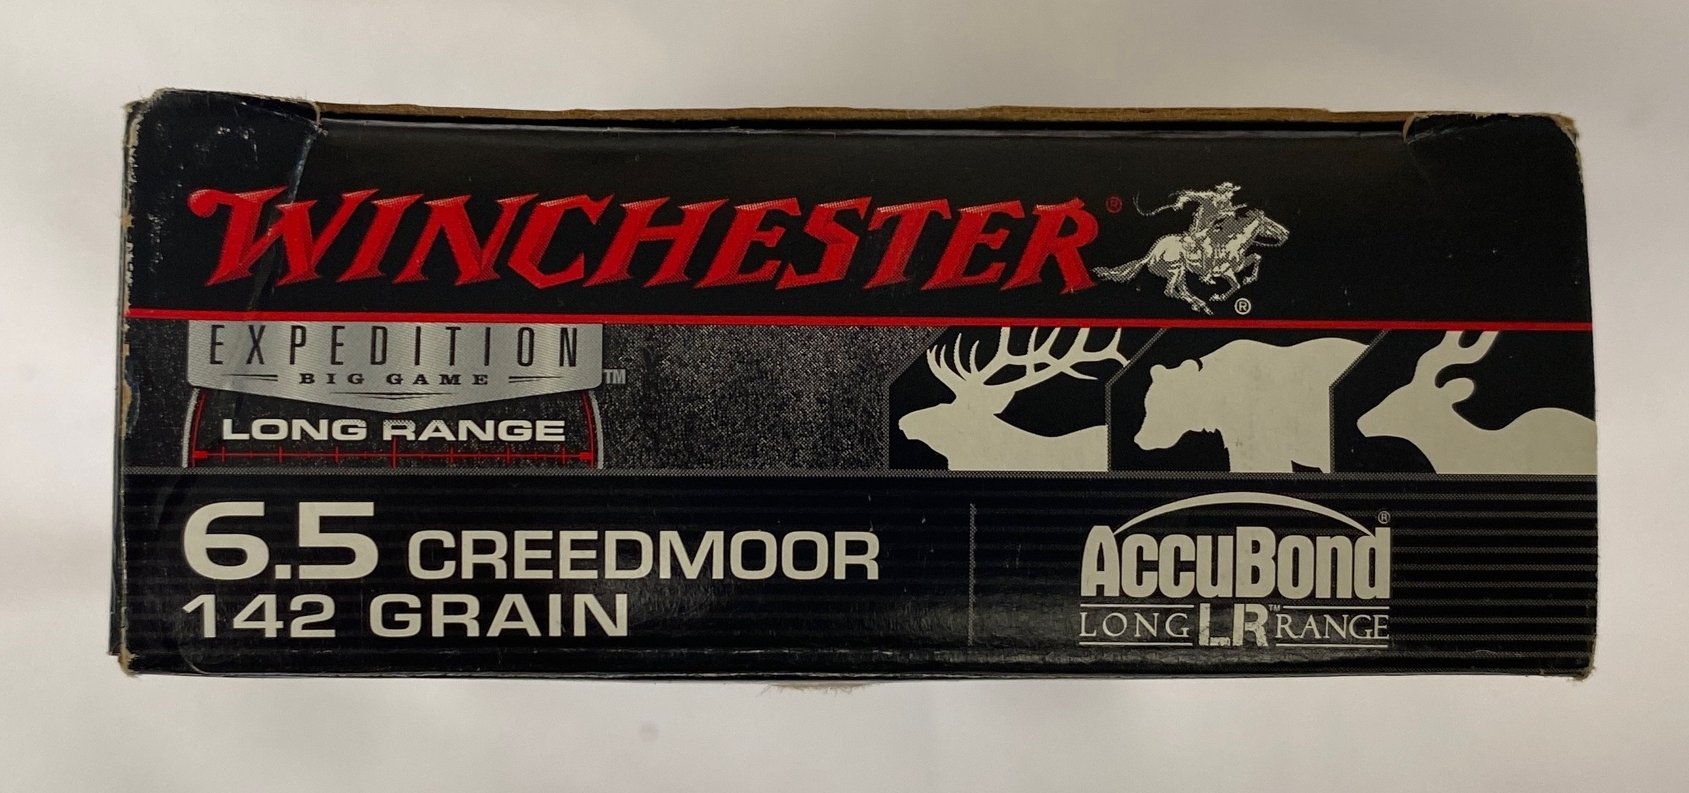 WINCHESTER®
®
EXPEDITION
BIG GAME ™
LONG RANGE
6.5 CREEDMOOR
142 GRAIN
AccuBond®
LONG LR™ RANGE